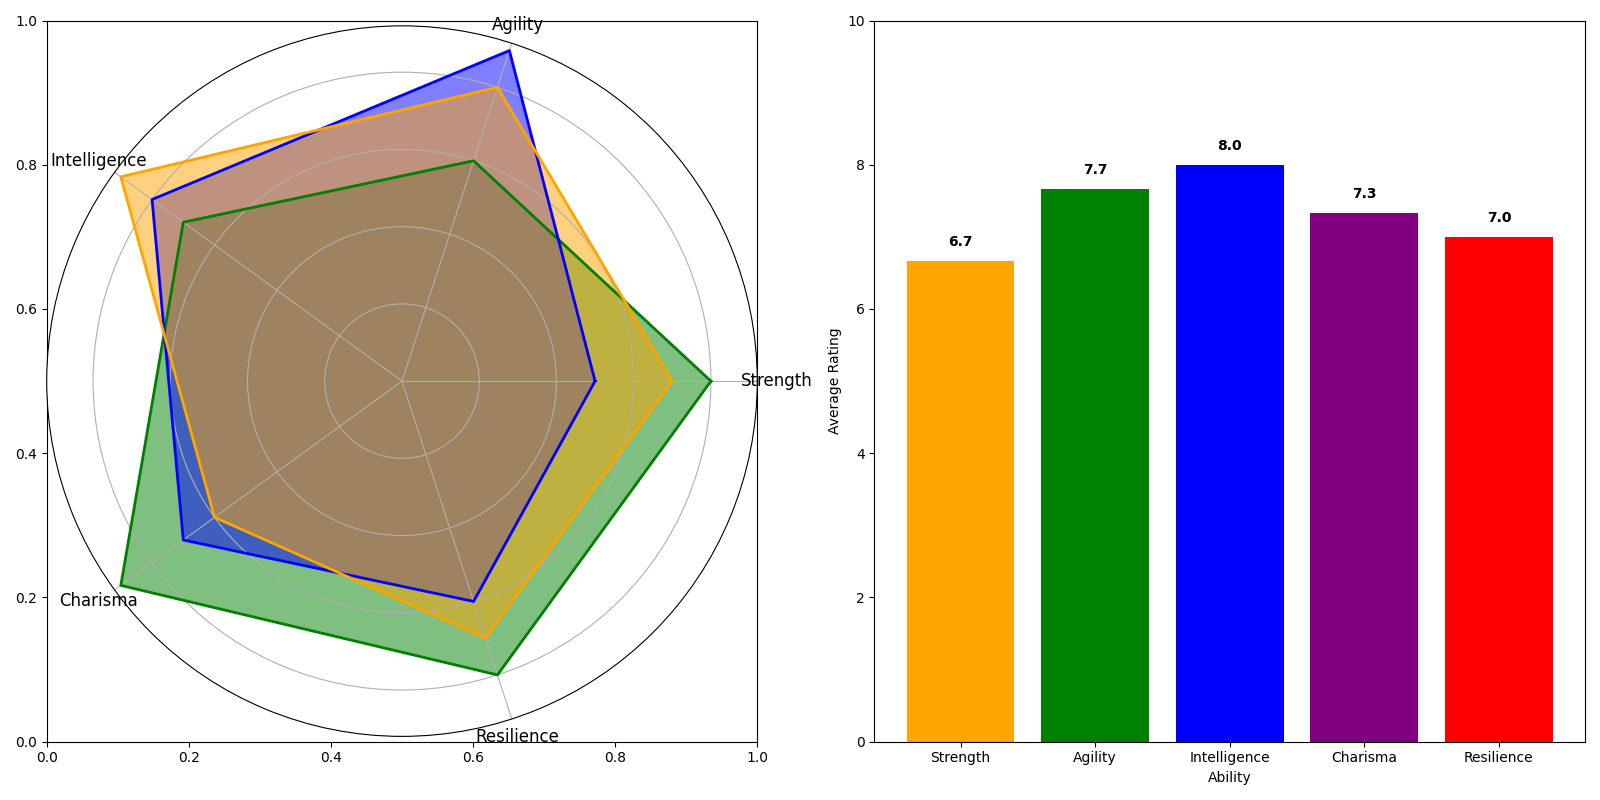 1.0
0.8
0.6
0.4
0.2
0.0
0.0 0.2 0.4 0.6 0.8 1.0
Agility
Intelligence
Strength
Charisma
Resilience
10
8
6
4
2
0
Average Rating
6.7
7.7
8.0
7.3
7.0
Strength Agility Intelligence Charisma Resilience
Ability